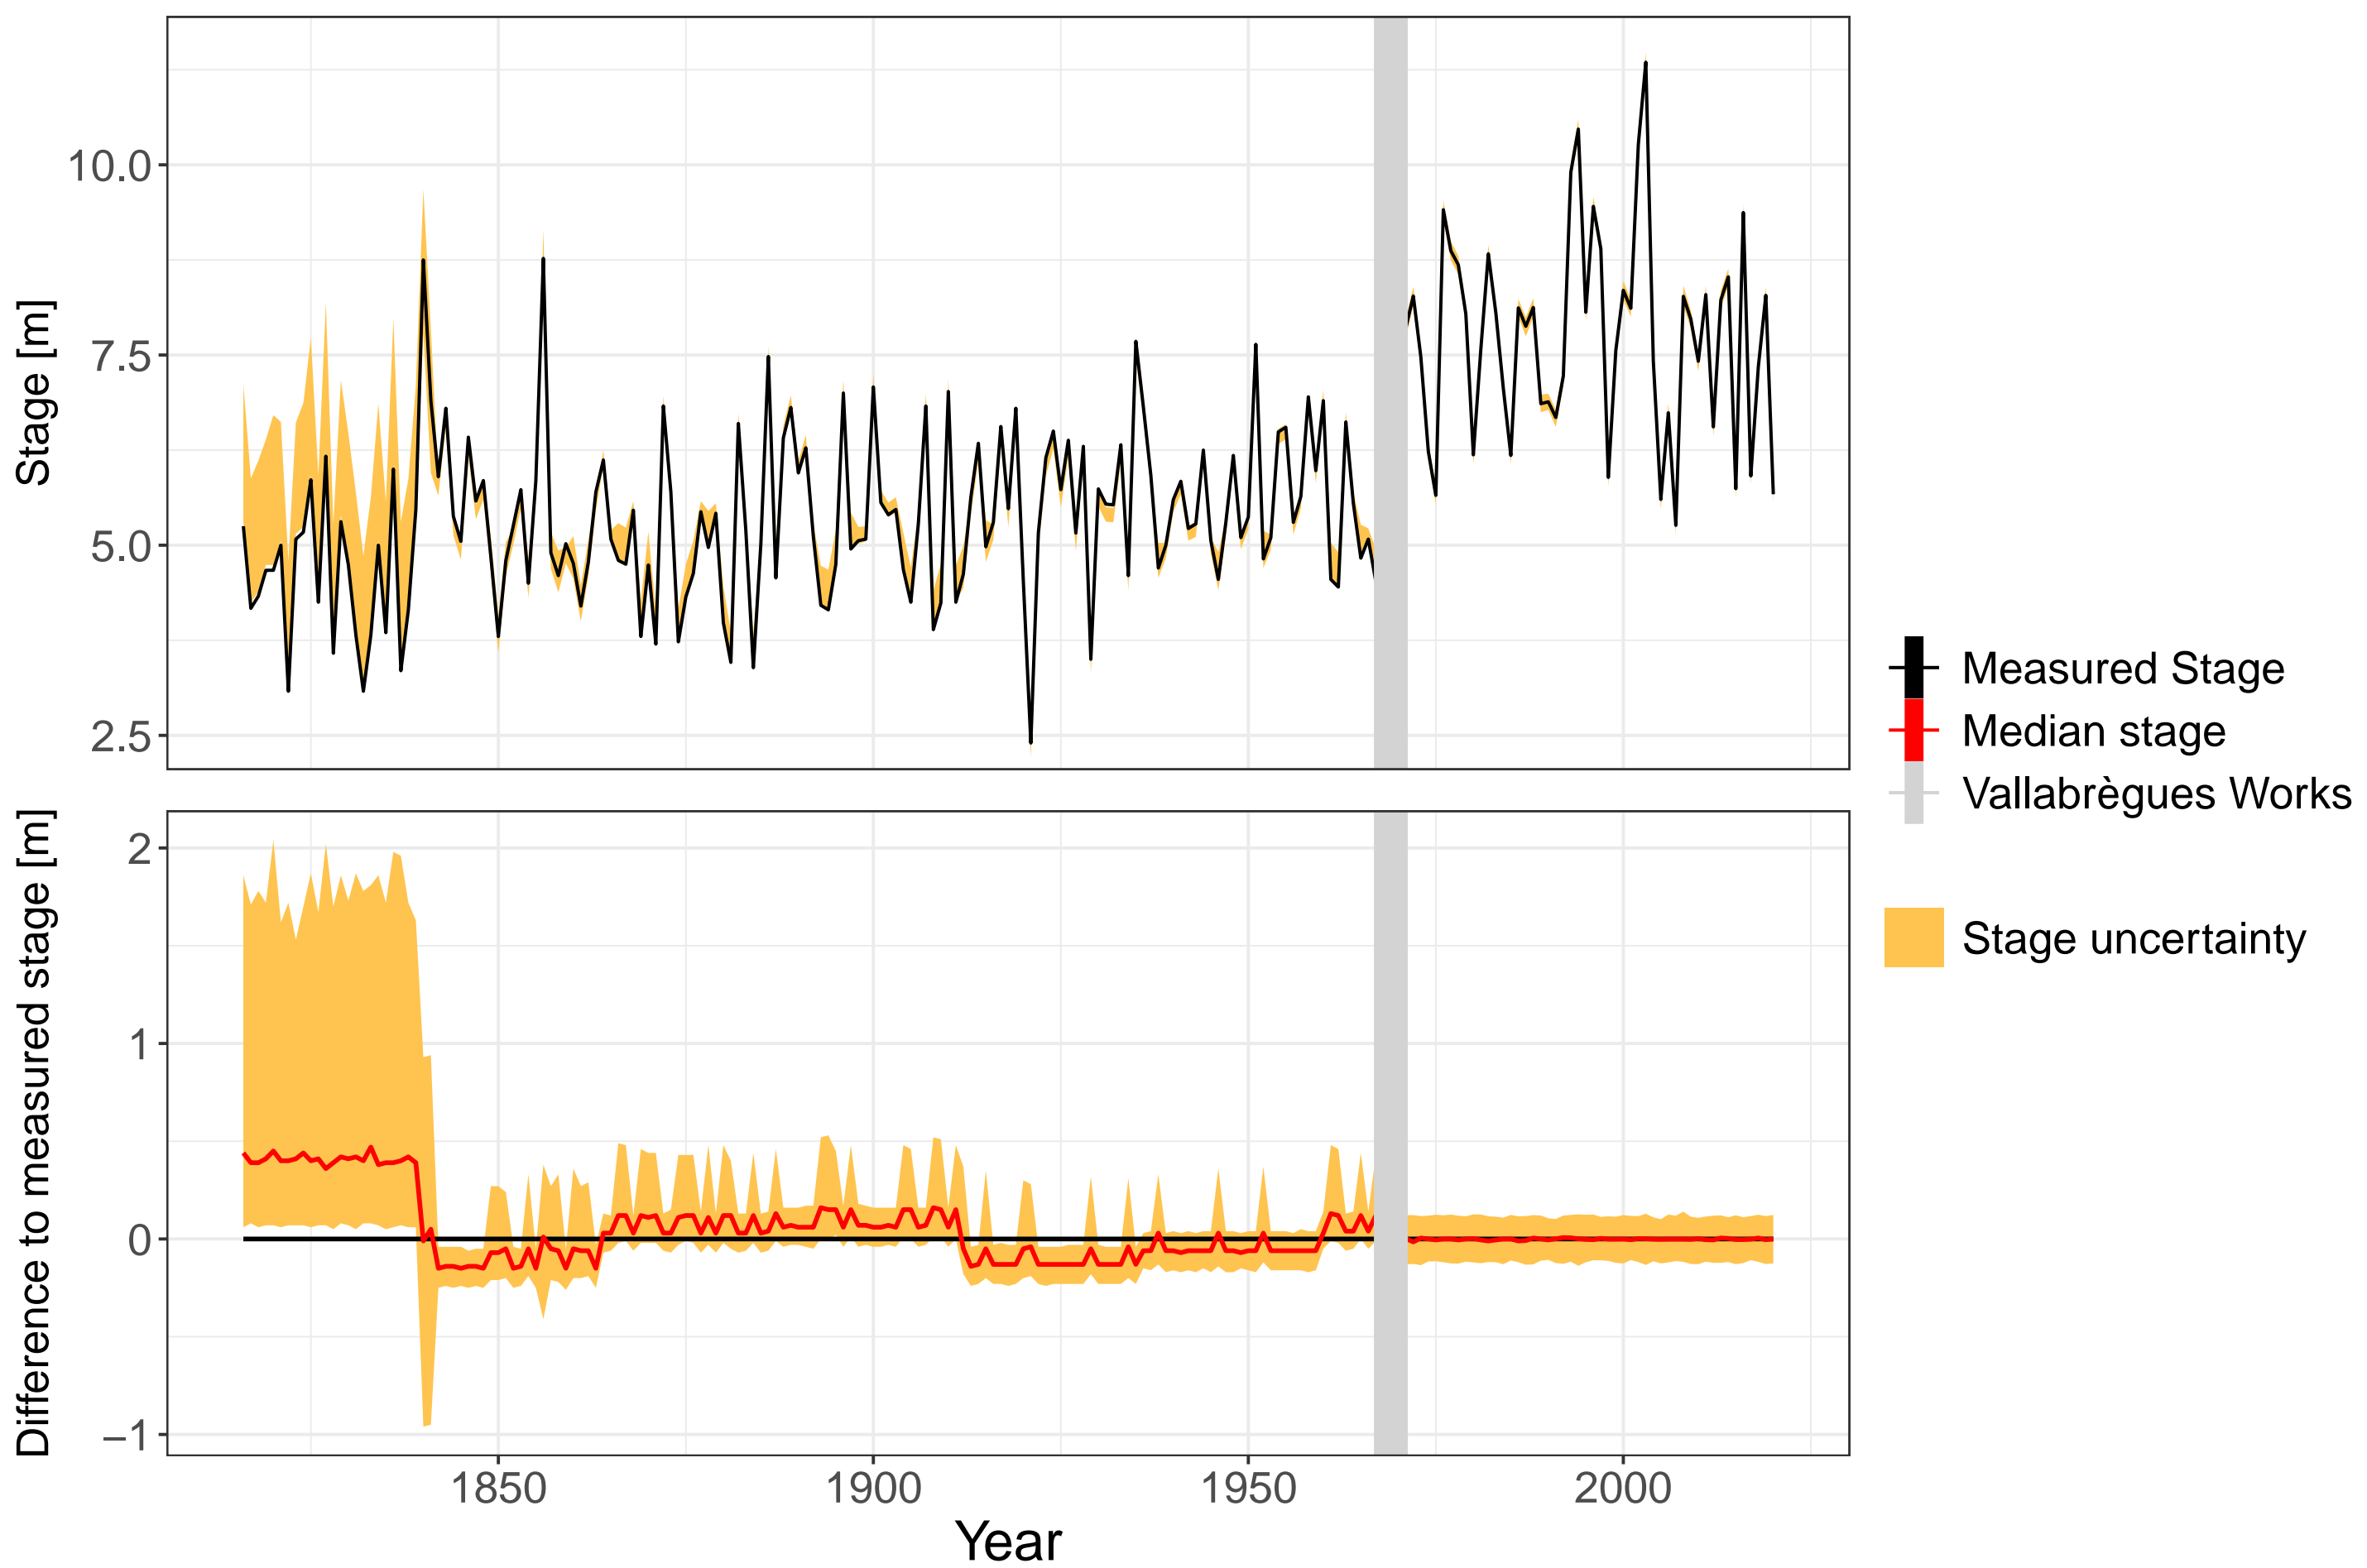 Stage [m]
10.0
7.5
5.0
2.5
Difference to measured stage [m]
2
1
0
−1
1850
1900
1950
2000
Year
Measured Stage
Median stage
Vallabrègues Works
Stage uncertainty